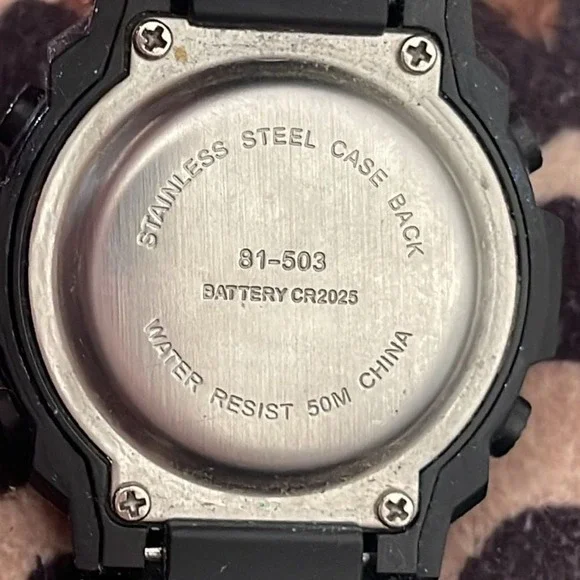 STAINLESS STEEL CASE BACK
81-503
BATTERY CR2025
WATER RESIST 50M CHINA